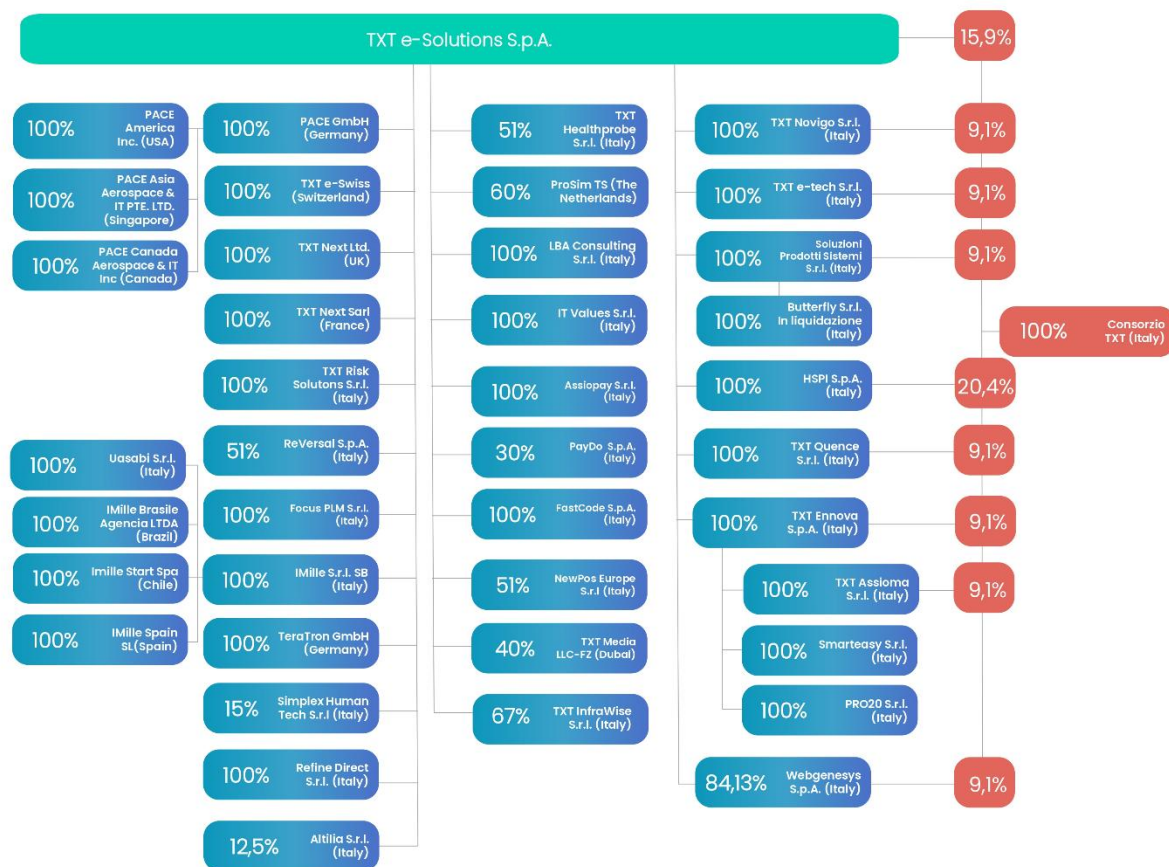 TXT e-Solutions S.p.A.
15,9%
100%
PACE
America
Inc. (USA)
100%
PACE Asia
Aerospace &
IT PTE. LTD.
(Singapore)
100%
PACE Canada
Aerospace & IT
Inc (Canada)
100%
Uasabi S.r.l.
(Italy)
100%
IMille Brasile
Agencia LTDA
(Brazil)
100%
Imille Start Spa
(Chile)
100%
IMille Spain
SL(Spain)
100%
PACE GmbH
(Germany)
100%
TXT e-Swiss
(Switzerland)
100%
TXT Next Ltd.
(UK)
100%
TXT Next Sarl
(France)
100%
TXT Risk
Solutons S.r.l.
(Italy)
51%
ReVersal S.p.A.
(Italy)
100%
Focus PLM S.r.l.
(Italy)
100%
IMille S.r.l. SB
(Italy)
100%
TeraTron GmbH
(Germany)
15%
Simplex Human
Tech S.r.l (Italy)
100%
Refine Direct
S.r.l. (Italy)
12,5%
Altilia S.r.l.
(Italy)
51%
TXT
Healthprobe
S.r.l. (Italy)
60%
ProSim TS (The
Netherlands)
100%
LBA Consulting
S.r.l. (Italy)
100%
IT Values S.r.l.
(Italy)
100%
Assiopay S.r.l.
(Italy)
30%
PayDo S.p.A.
(Italy)
100%
FastCode S.p.A.
(Italy)
51%
NewPos Europe
S.r.l (Italy)
40%
TXT Media
LLC-FZ (Dubai)
67%
TXT InfraWise
S.r.l. (Italy)
100%
TXT Novigo S.r.l.
(Italy)
9,1%
100%
TXT e-tech S.r.l.
(Italy)
9,1%
100%
Soluzioni
Prodotti Sistemi
S.r.l. (Italy)
9,1%
100%
Butterfly S.r.l.
In liquidazione
(Italy)
100%
Consorzio
TXT (Italy)
100%
HSPI S.p.A.
(Italy)
20,4%
100%
TXT Quence
S.r.l. (Italy)
9,1%
100%
TXT Ennova
S.p.A. (Italy)
9,1%
100%
TXT Assioma
S.r.l. (Italy)
9,1%
100%
Smarteasy S.r.l.
(Italy)
100%
PRO20 S.r.l.
(Italy)
84,13%
Webgenesys
S.p.A. (Italy)
9,1%